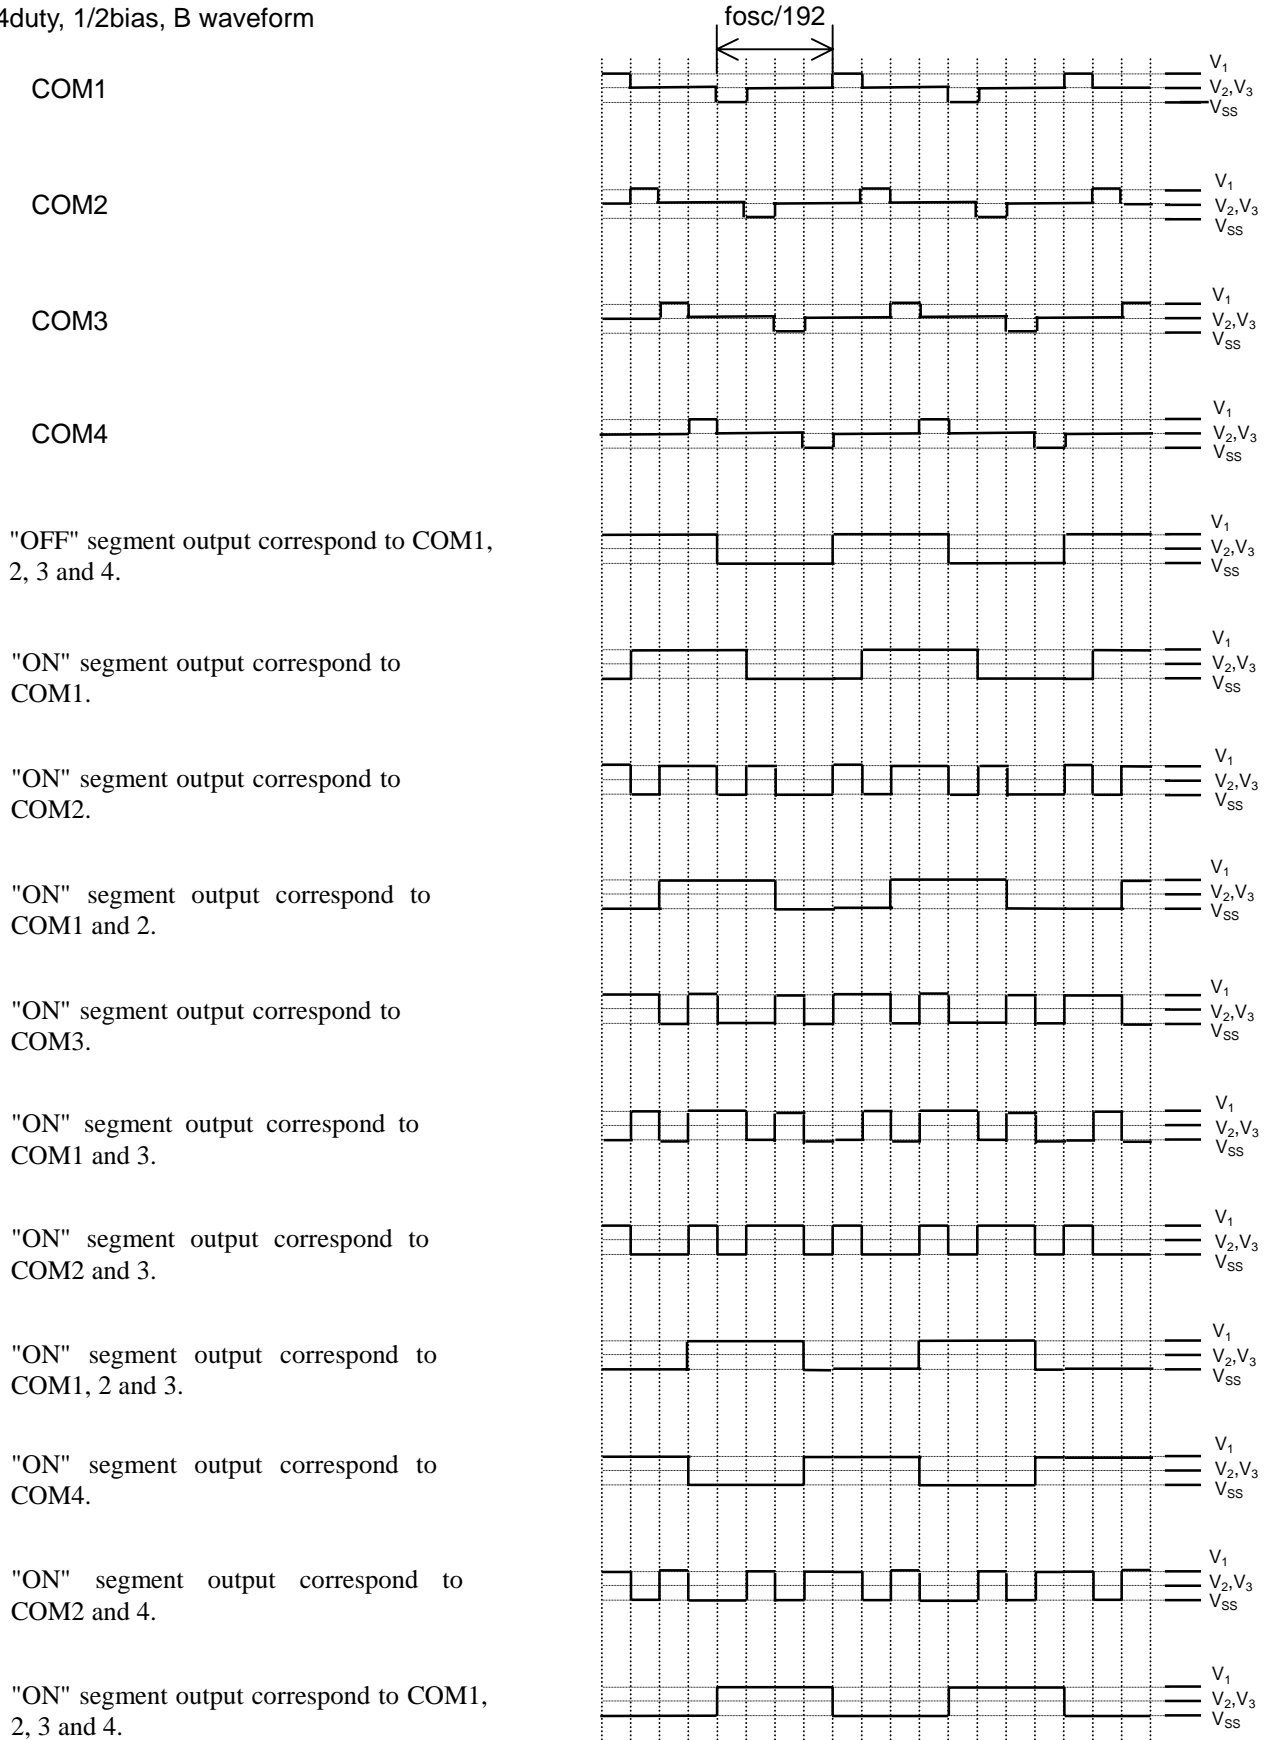 4duty, 1/2bias, B waveform
fosc/192
COM1
V1
V2,V3
VSS
COM2
V1
V2,V3
VSS
COM3
V1
V2,V3
VSS
COM4
V1
V2,V3
VSS
"OFF" segment output correspond to COM1,
2, 3 and 4.
V1
V2,V3
VSS
"ON" segment output correspond to
COM1.
V1
V2,V3
VSS
"ON" segment output correspond to
COM2.
V1
V2,V3
VSS
"ON" segment output correspond to
COM1 and 2.
V1
V2,V3
VSS
"ON" segment output correspond to
COM3.
V1
V2,V3
VSS
"ON" segment output correspond to
COM1 and 3.
V1
V2,V3
VSS
"ON" segment output correspond to
COM2 and 3.
V1
V2,V3
VSS
"ON" segment output correspond to
COM1, 2 and 3.
V1
V2,V3
VSS
"ON" segment output correspond to
COM4.
V1
V2,V3
VSS
"ON" segment output correspond to
COM2 and 4.
V1
V2,V3
VSS
"ON" segment output correspond to COM1,
2, 3 and 4.
V1
V2,V3
VSS